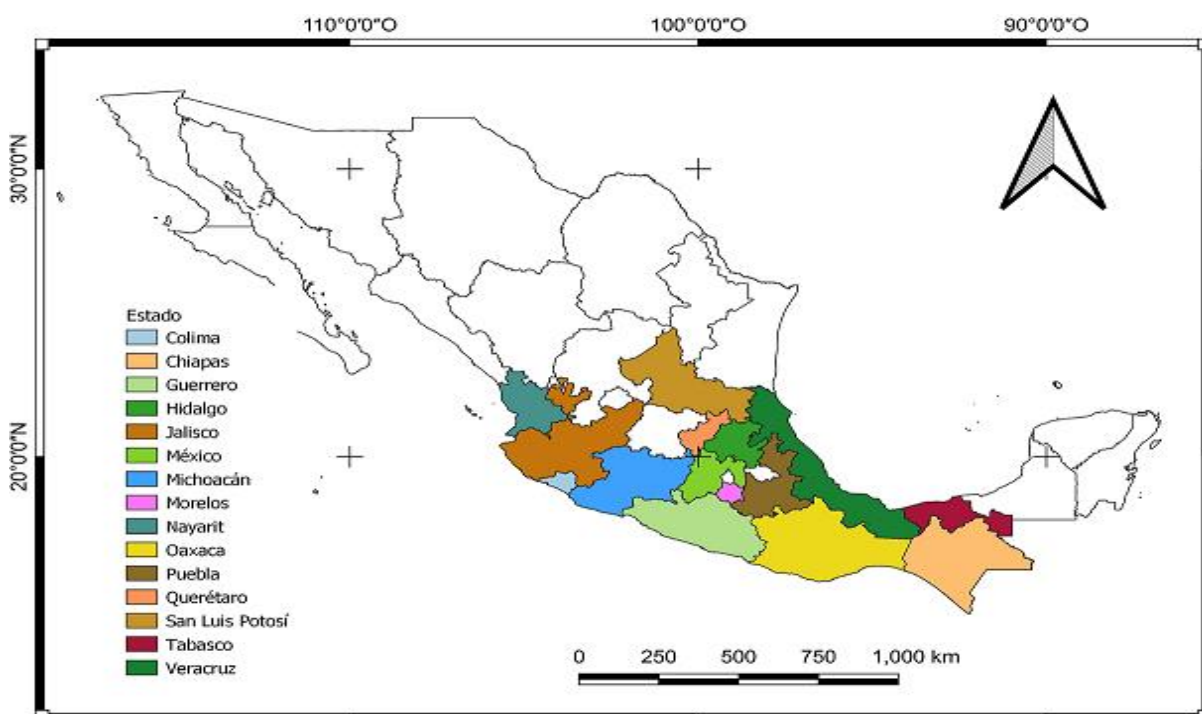 110°0'0"O 100°0'0"O 90°0'0"O
30°0'0"N
20°0'0"N
Estado
Colima
Chiapas
Guerrero
Hidalgo
Jalisco
México
Michoacán
Morelos
Nayarit
Oaxaca
Puebla
Querétaro
San Luis Potosí
Tabasco
Veracruz
0 250 500 750 1,000 km